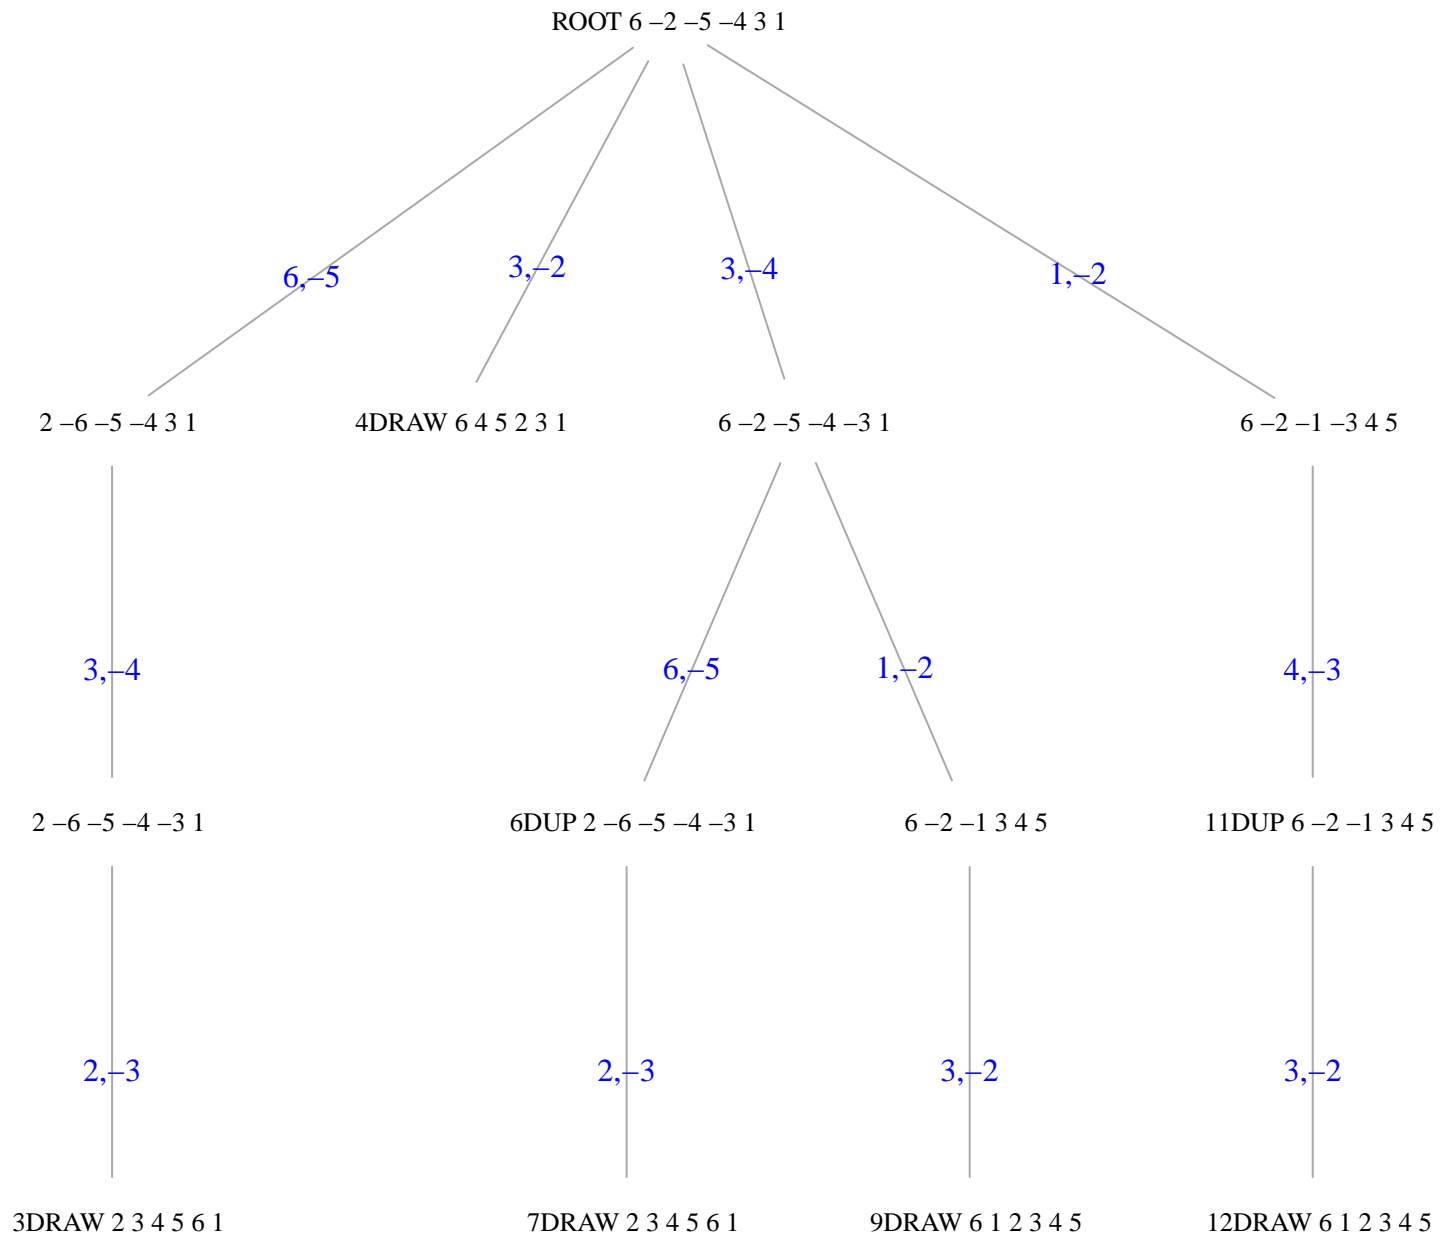 ROOT 6 –2 –5 –4 3 1
6,–5
3,–2
3,–4
1,–2
2 –6 –5 –4 3 1
4DRAW 6 4 5 2 3 1
6 –2 –5 –4 –3 1
6 –2 –1 –3 4 5
3,–4
6,–5
1,–2
4,–3
2 –6 –5 –4 –3 1
6DUP 2 –6 –5 –4 –3 1
6 –2 –1 3 4 5
11DUP 6 –2 –1 3 4 5
2,–3
2,–3
3,–2
3,–2
3DRAW 2 3 4 5 6 1
7DRAW 2 3 4 5 6 1
9DRAW 6 1 2 3 4 5
12DRAW 6 1 2 3 4 5